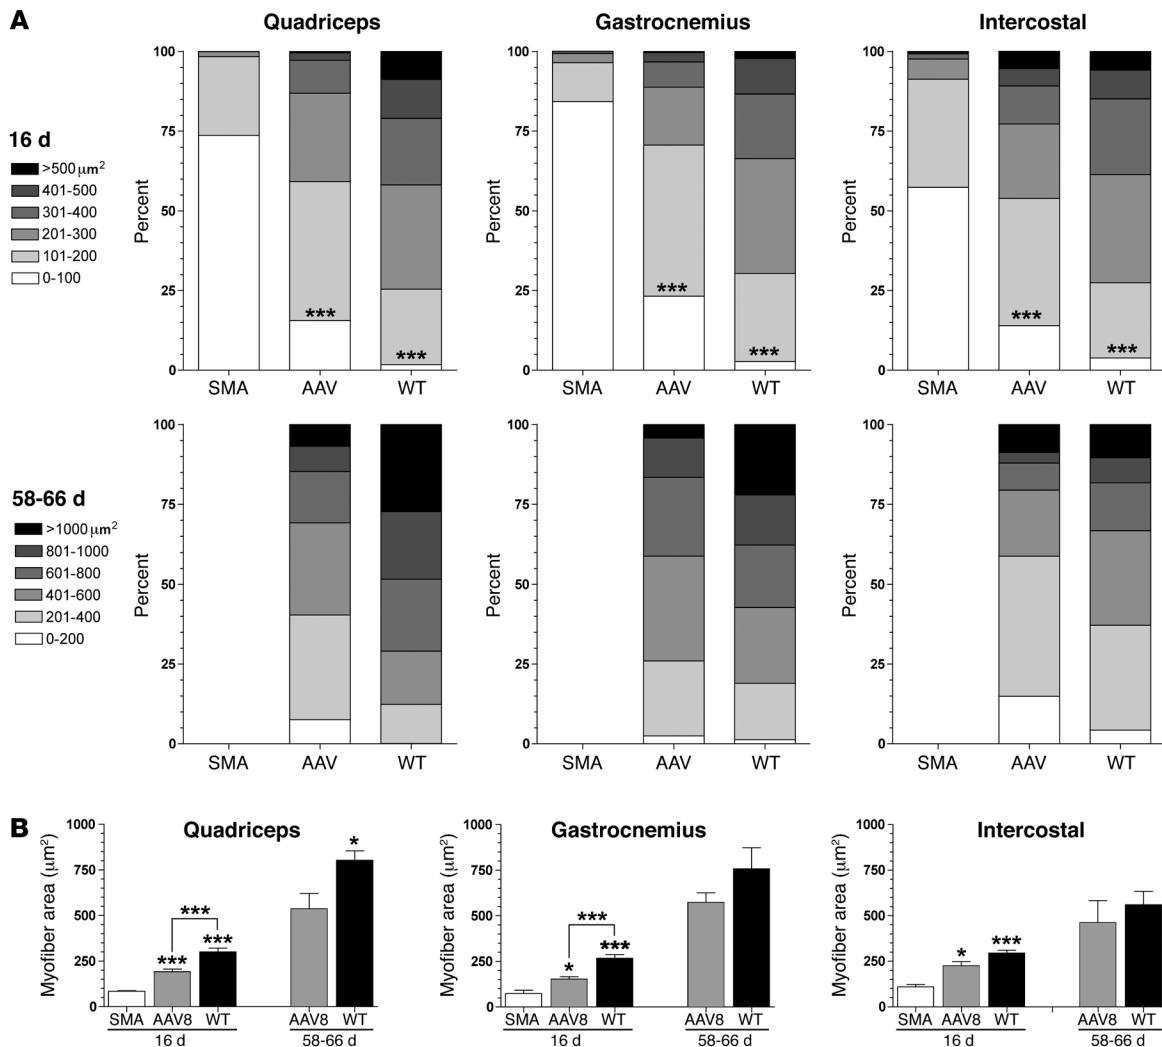 A
Quadriceps Gastrocnemius Intercostal
16 d
>500 μm²
401-500
301-400
201-300
101-200
0-100
Percent
100
75
50
25
0
***
***
SMA AAV WT
Percent
100
75
50
25
0
***
***
SMA AAV WT
Percent
100
75
50
25
0
***
***
SMA AAV WT
58-66 d
>1000 μm²
801-1000
601-800
401-600
201-400
0-200
Percent
100
75
50
25
0
SMA AAV WT
Percent
100
75
50
25
0
SMA AAV WT
Percent
100
75
50
25
0
SMA AAV WT
B
Quadriceps
Myofiber area (μm²)
1000
750
500
250
0
***
***
***
*
SMA AAV8 WT AAV8 WT
16 d 58-66 d
Gastrocnemius
Myofiber area (μm²)
1000
750
500
250
0
***
*
***
SMA AAV8 WT AAV8 WT
16 d 58-66 d
Intercostal
Myofiber area (μm²)
1000
750
500
250
0
*
***
SMA AAV8 WT AAV8 WT
16 d 58-66 d